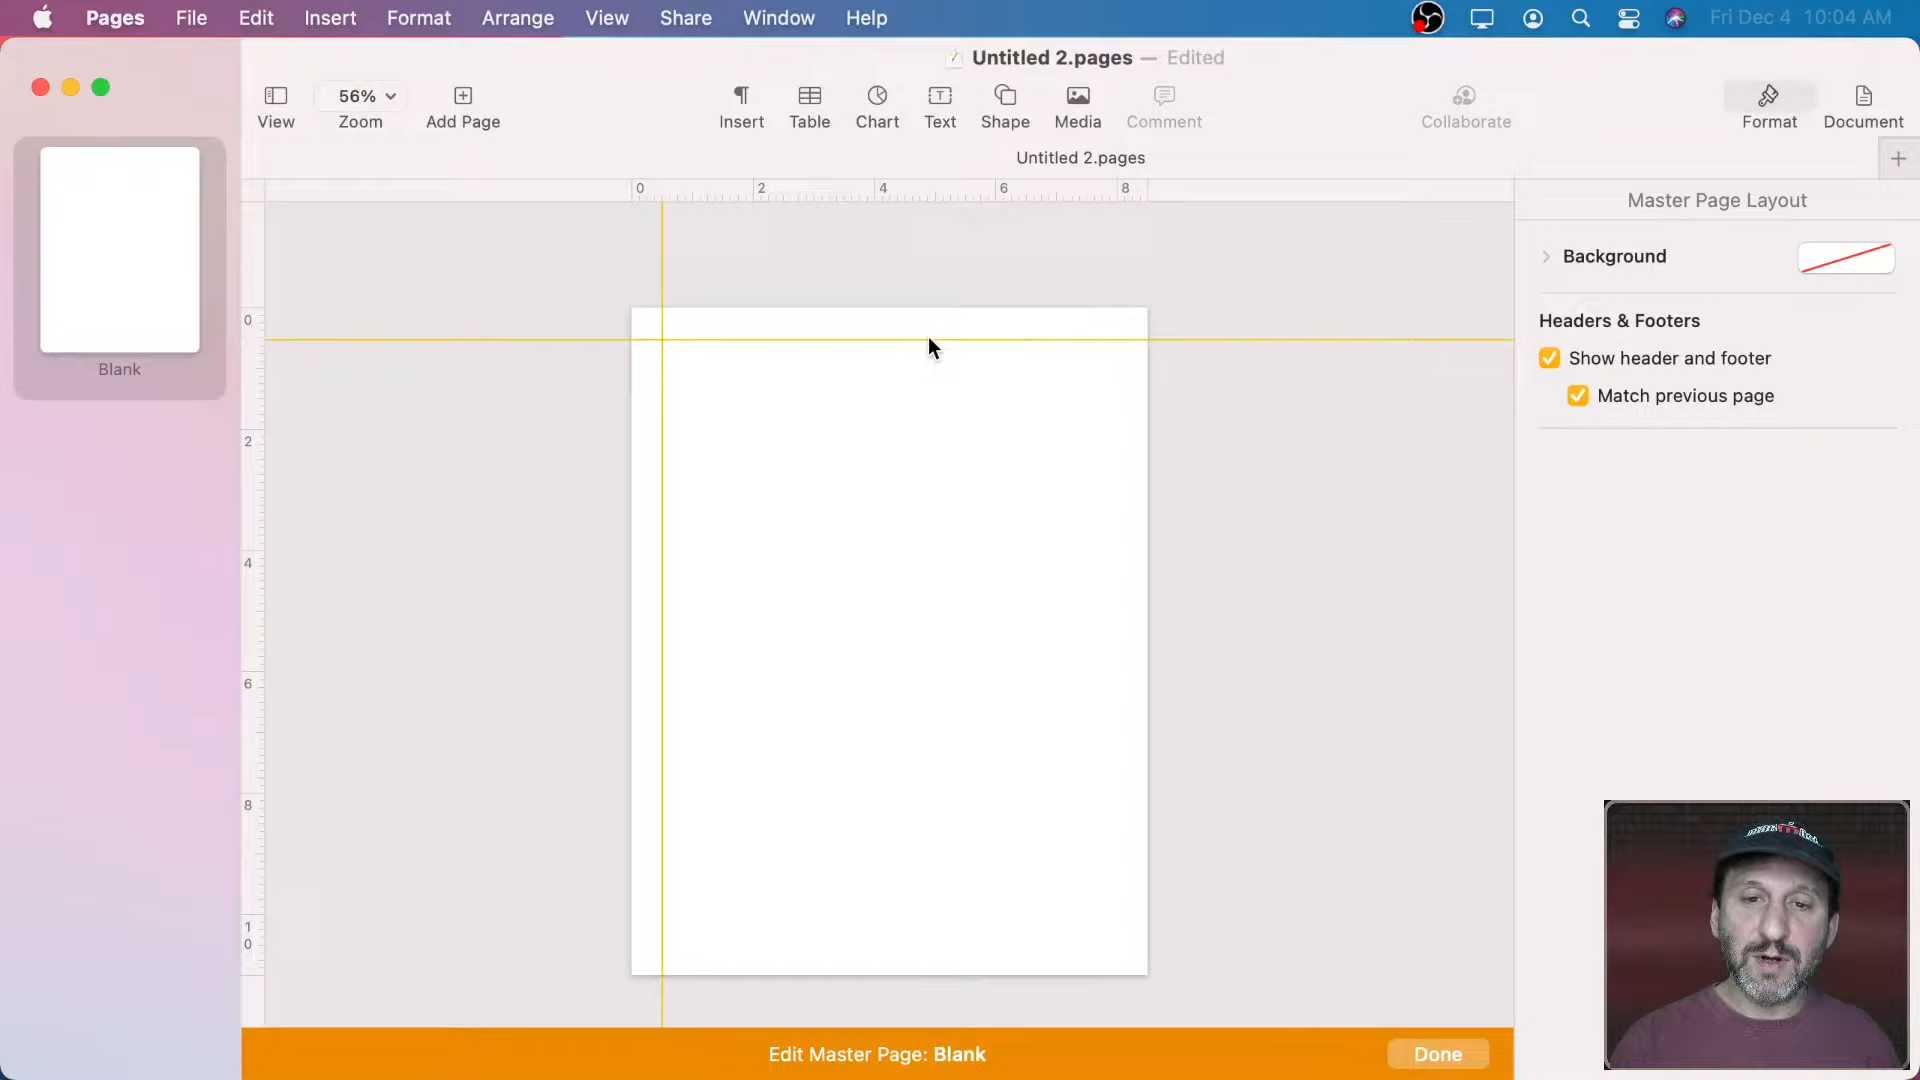 Pages File Edit Insert Format Arrange View Share Window Help Fri Dec 4 10:04 AM
Untitled 2.pages — Edited
56%
View Zoom Add Page Insert Table Chart Text Shape Media Comment Collaborate Format Document
Untitled 2.pages
0 2 4 6 8
Master Page Layout
Background
0
Headers & Footers
Show header and footer
Blank
Match previous page
2
4
6
8
1
0
Edit Master Page: Blank
Done